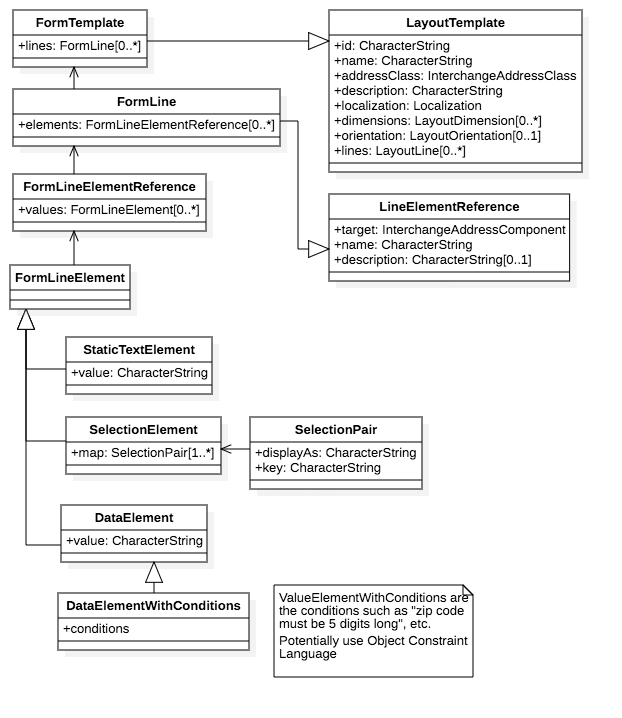 FormTemplate
+lines: FormLine[0..*]
LayoutTemplate
+id: CharacterString
+name: CharacterString
+addressClass: InterchangeAddressClass
+description: CharacterString
+localization: Localization
+dimensions: LayoutDimension[0..*]
+orientation: LayoutOrientation[0..1]
+lines: LayoutLine[0..*]
FormLine
+elements: FormLineElementReference[0..*]
FormLineElementReference
+values: FormLineElement[0..*]
LineElementReference
+target: InterchangeAddressComponent
+name: CharacterString
+description: CharacterString[0..1]
FormLineElement
StaticTextElement
+value: CharacterString
SelectionElement
+map: SelectionPair[1..*]
SelectionPair
+displayAs: CharacterString
+key: CharacterString
DataElement
+value: CharacterString
DataElementWithConditions
+conditions
ValueElementWithConditions are
the conditions such as "zip code
must be 5 digits long", etc.
Potentially use Object Constraint
Language